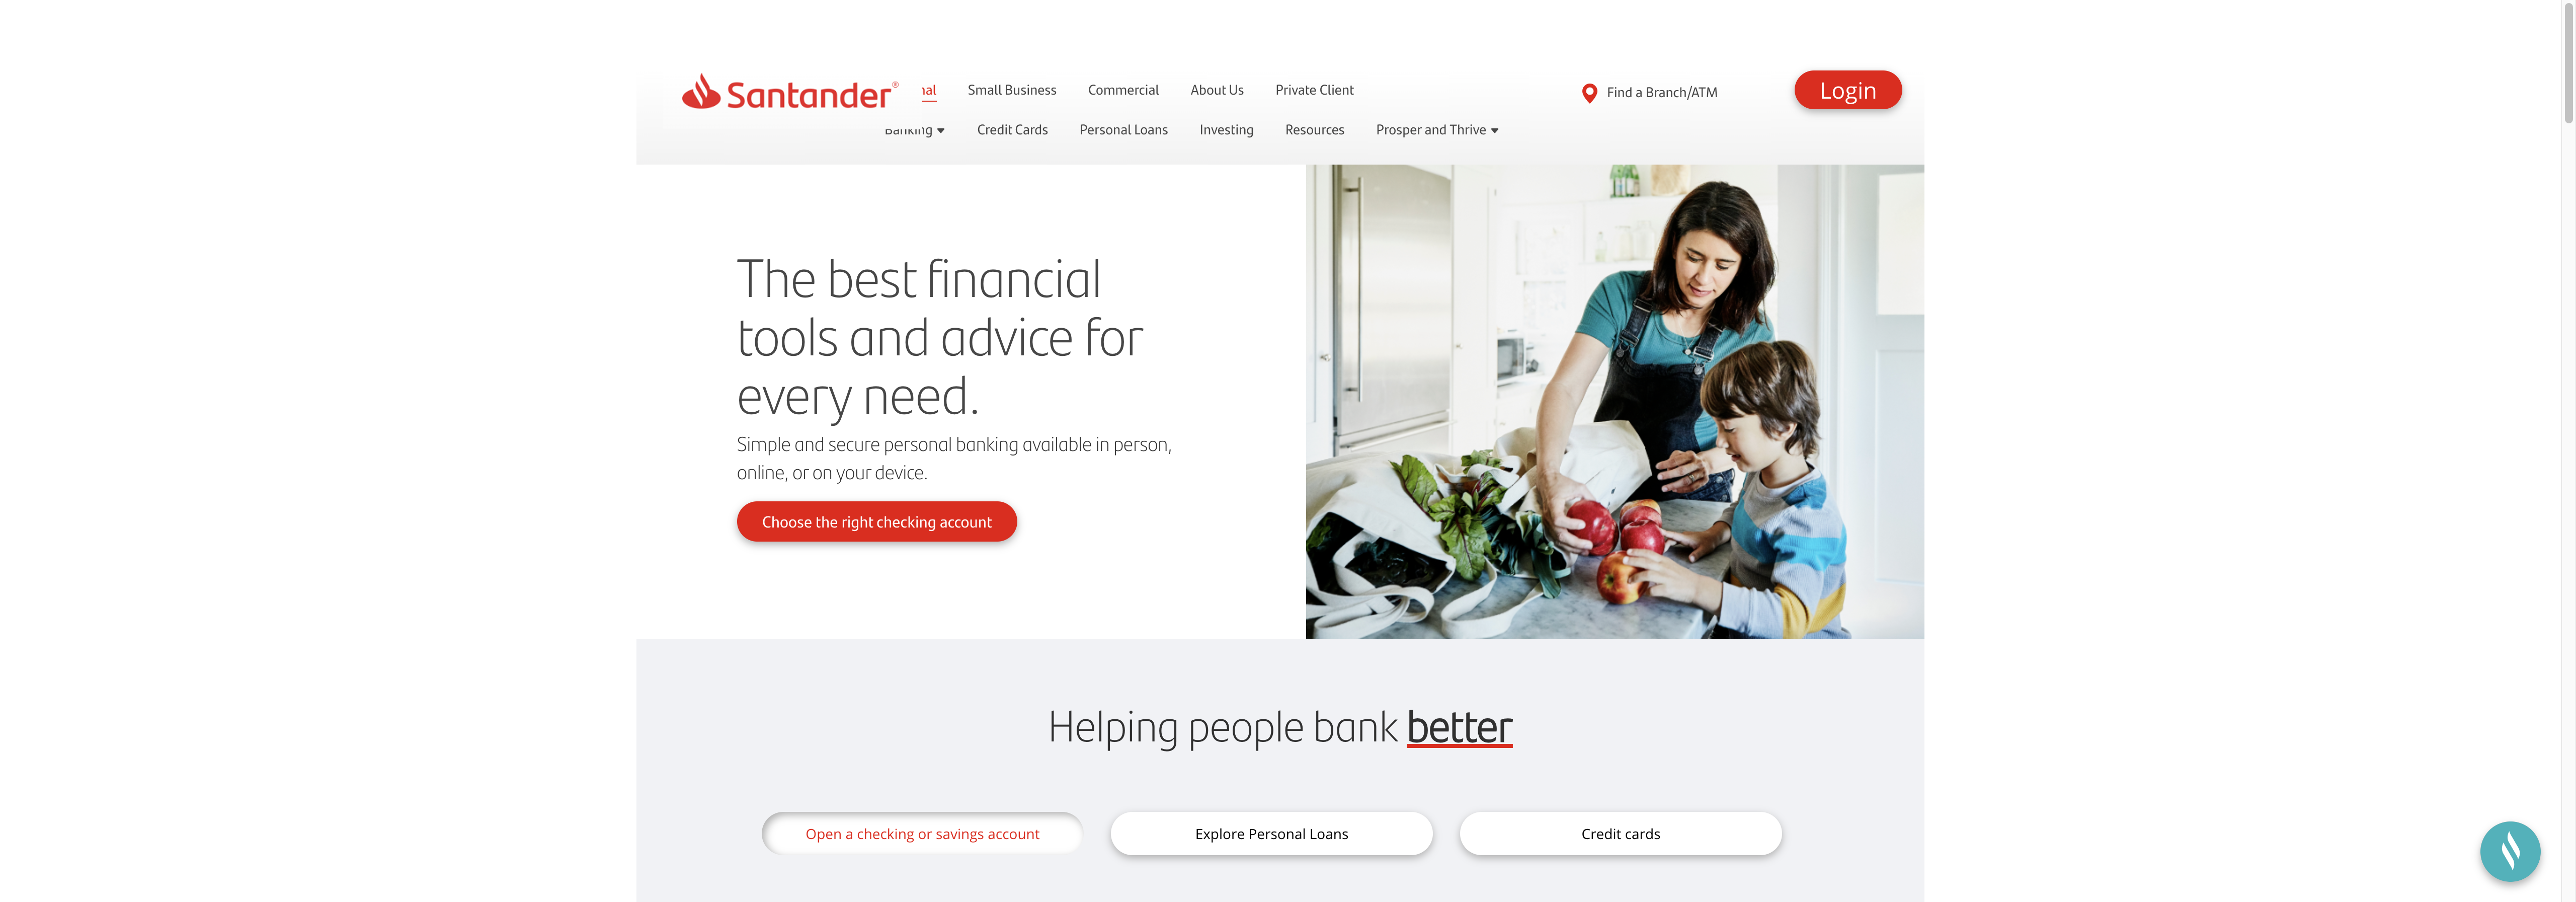 Santander®
Small Business
Commercial
About Us
Private Client
Find a Branch/ATM
Login
Banking
Credit Cards
Personal Loans
Investing
Resources
Prosper and Thrive
The best financial
tools and advice for
every need.
Simple and secure personal banking available in person,
online, or on your device.
Choose the right checking account
Helping people bank better
Open a checking or savings account
Explore Personal Loans
Credit cards